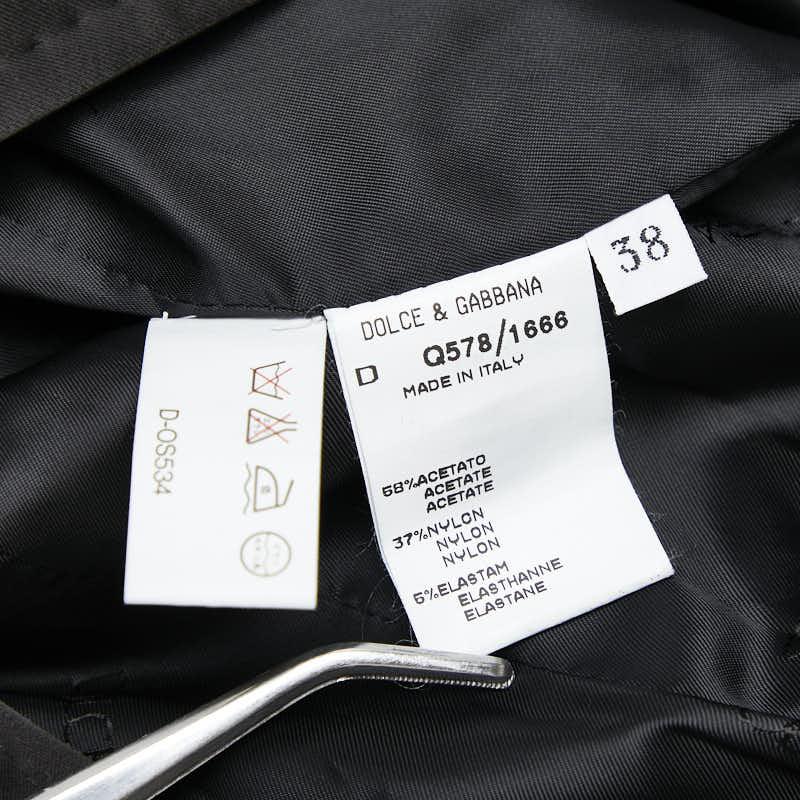 D-OS534
DOLCE & GABBANA
D Q578/1666
MADE IN ITALY
58%ACETATO
ACETATE
ACETATE
37%NYLON
NYLON
NYLON
5%ELASTAM
ELASTHANNE
ELASTANE
38